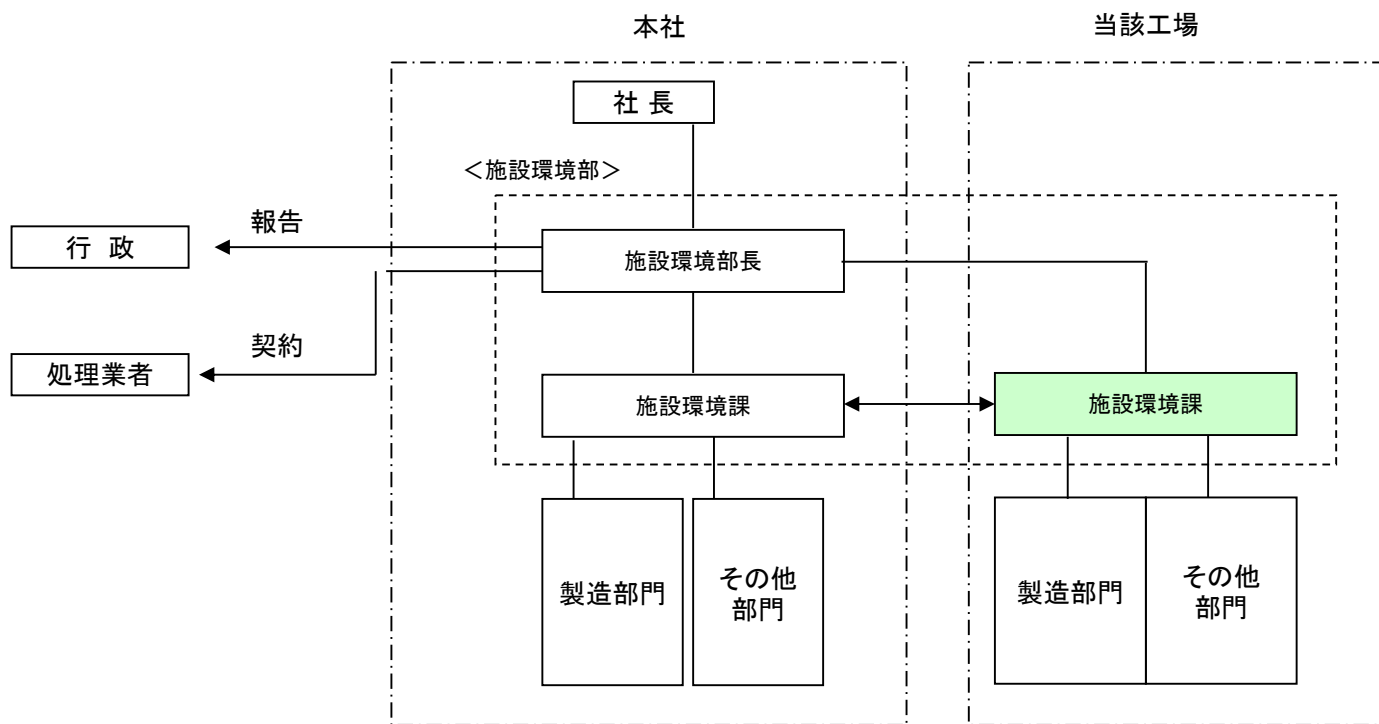 本社
当該工場
社 長
＜施設環境部＞
報告
行 政
施設環境部長
契約
処理業者
施設環境課
施設環境課
製造部門
その他
部門
製造部門
その他
部門